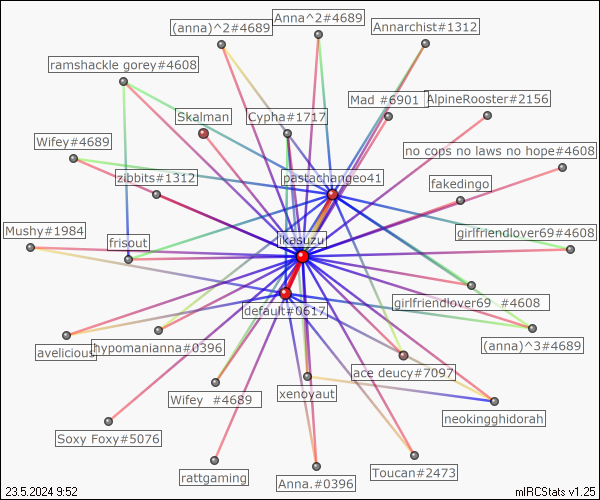 (anna)^2#4689
Anna^2#4689
Annarchist#1312
ramshackle gorey#4608
Skalman
Cypha#1717
Mad #6901
AlpineRooster#2156
Wifey#4689
no cops no laws no hope#4608
zibbits#1312
pastachangeo41
fakedingo
Mushy#1984
frisout
ikasuzu
girlfriendlover69#4608
girlfriendlover69 #4608
default#0617
avelicious
hypomanianna#0396
(anna)^3#4689
ace deucy#7097
Wifey #4689
xenoyaut
neokingghidorah
Soxy Foxy#5076
rattgaming
Anna.#0396
Toucan#2473
23.5.2024 9:52
mIRCStats v1.25